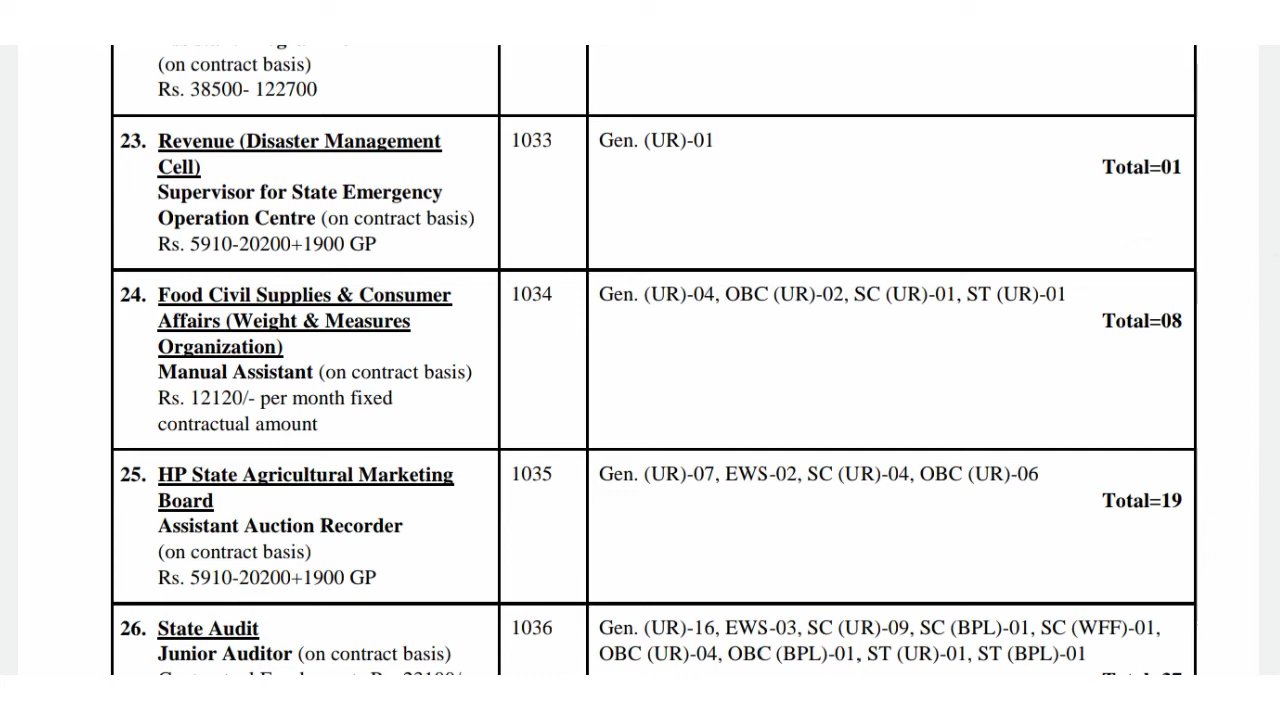 (on contract basis)
Rs. 38500- 122700
23. Revenue (Disaster Management
Cell)
Supervisor for State Emergency
Operation Centre (on contract basis)
Rs. 5910-20200+1900 GP
1033
Gen. (UR)-01
Total=01
24. Food Civil Supplies & Consumer
Affairs (Weight & Measures
Organization)
Manual Assistant (on contract basis)
Rs. 12120/- per month fixed
contractual amount
1034
Gen. (UR)-04, OBC (UR)-02, SC (UR)-01, ST (UR)-01
Total=08
25. HP State Agricultural Marketing
Board
Assistant Auction Recorder
(on contract basis)
Rs. 5910-20200+1900 GP
1035
Gen. (UR)-07, EWS-02, SC (UR)-04, OBC (UR)-06
Total=19
26. State Audit
Junior Auditor (on contract basis)
1036
Gen. (UR)-16, EWS-03, SC (UR)-09, SC (BPL)-01, SC (WFF)-01,
OBC (UR)-04, OBC (BPL)-01, ST (UR)-01, ST (BPL)-01